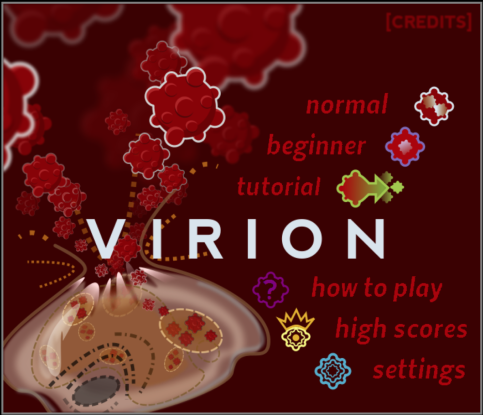 [CREDITS]
normal
beginner
tutorial
VIRION
?
how to play
high scores
settings